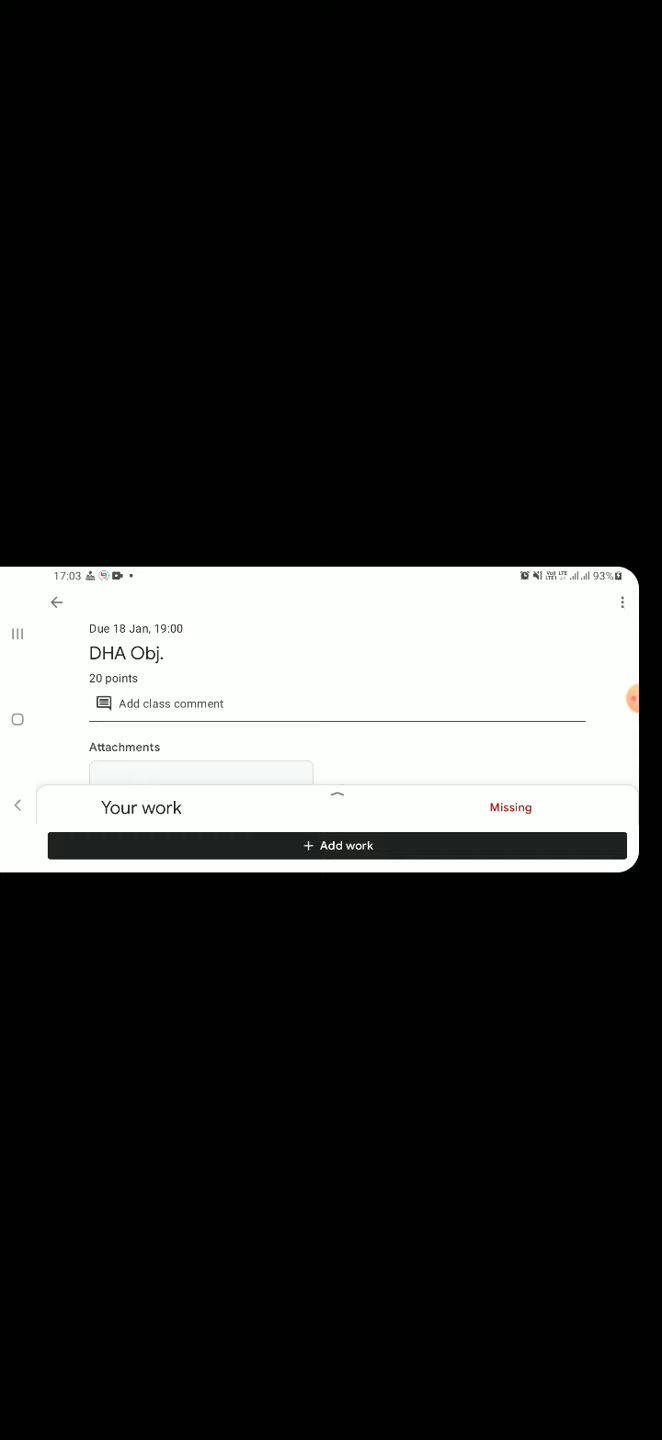 17:03 93%
Due 18 Jan, 19:00
DHA Obj.
20 points
Add class comment
Attachments
Your work Missing
+ Add work